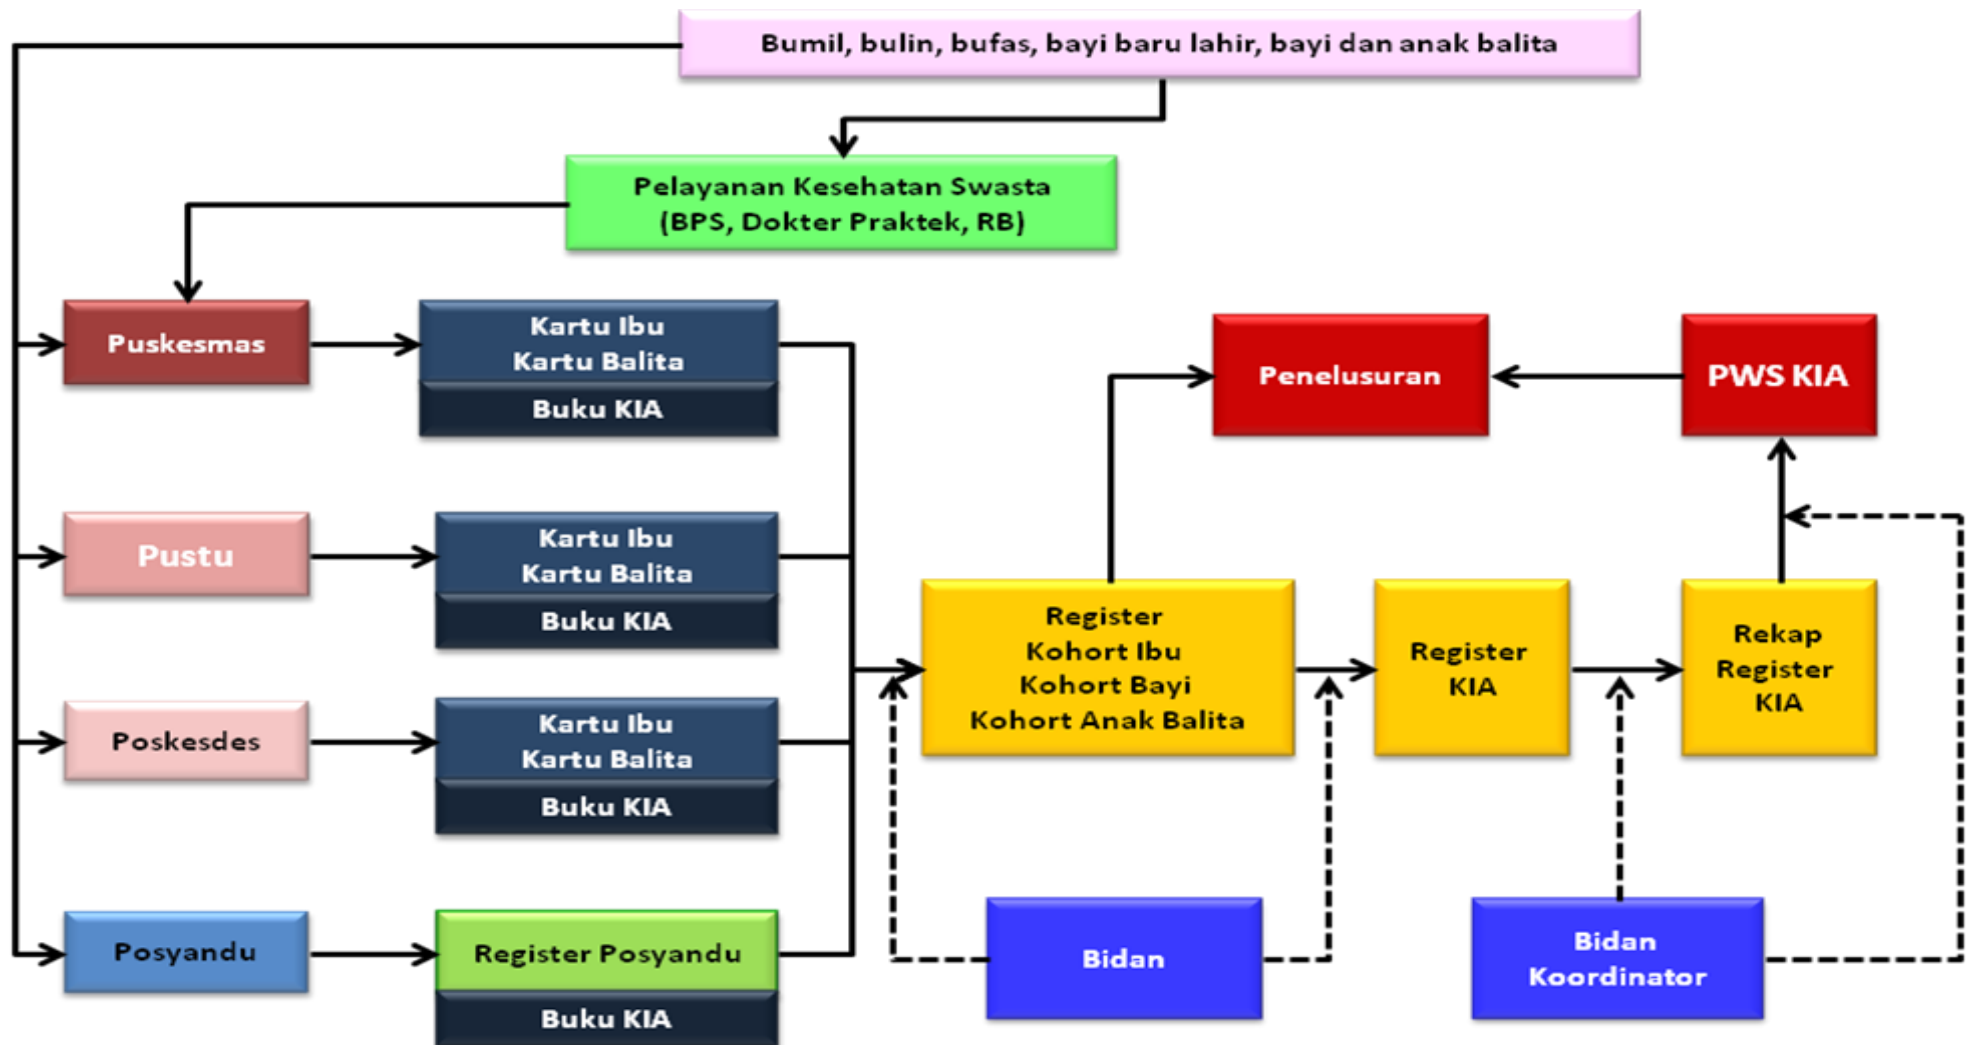 Bumil, bulin, bufas, bayi baru lahir, bayi dan anak balita
Pelayanan Kesehatan Swasta
(BPS, Dokter Praktek, RB)
Puskesmas
Kartu Ibu
Kartu Balita
Buku KIA
Penelusuran
PWS KIA
Pustu
Kartu Ibu
Kartu Balita
Buku KIA
Register
Kohort Ibu
Kohort Bayi
Kohort Anak Balita
Register
KIA
Rekap
Register
KIA
Poskesdes
Kartu Ibu
Kartu Balita
Buku KIA
Posyandu
Register Posyandu
Buku KIA
Bidan
Bidan
Koordinator